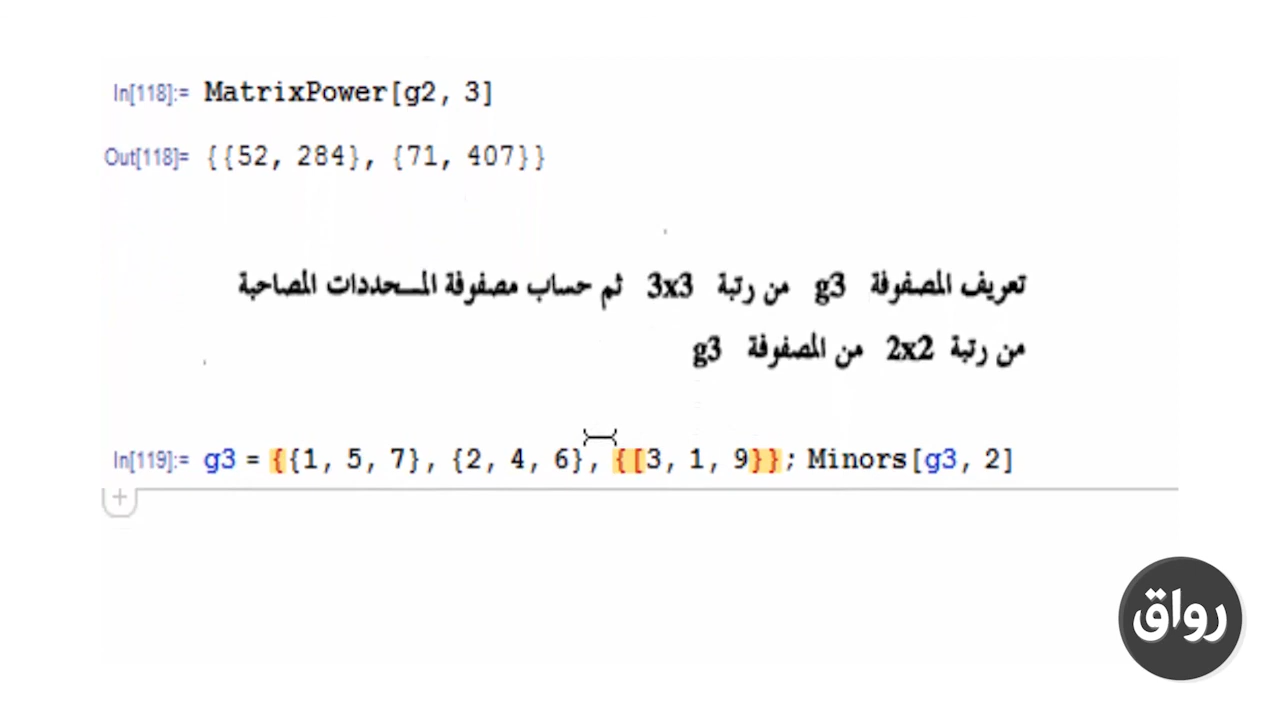 In[118]:= MatrixPower[g2, 3]
Out[118]= {{52, 284}, {71, 407}}
تعريف المصفوفة g3 من رتبة 3x3 ثم حساب مصفوفة المـــحددات المصاحبة
من رتبة 2x2 من المصفوفة g3
In[119]:= g3 = {{1, 5, 7}, {2, 4, 6}, {[3, 1, 9}}; Minors[g3, 2]
رواق